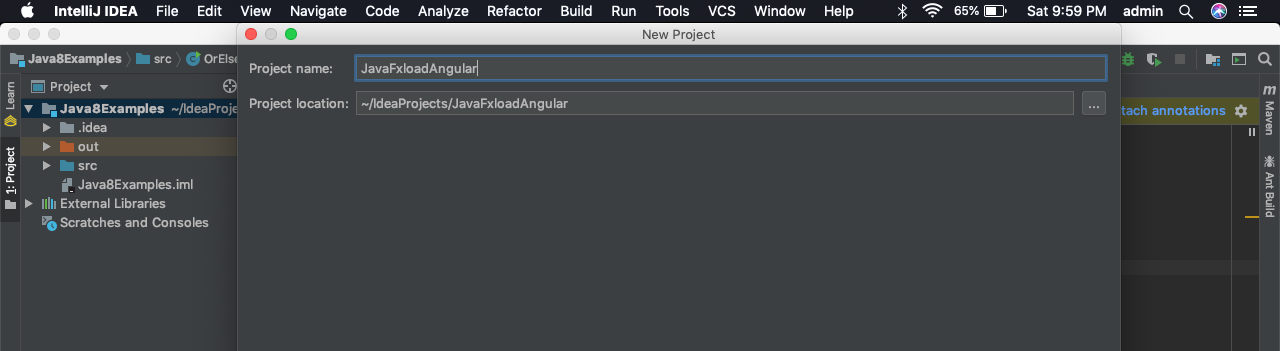 IntelliJ IDEA File Edit View Navigate Code Analyze Refactor Build Run Tools VCS Window Help 65% Sat 9:59 PM admin
New Project
Java8Examples src OrElse
Project name: JavaFxloadAngular
Project
Learn
Project location: ~/IdeaProjects/JavaFxloadAngular ...
Java8Examples ~/IdeaProje
tach annotations
.idea
out
src
Java8Examples.iml
External Libraries
Scratches and Consoles
1: Project
m Maven
Ant Build